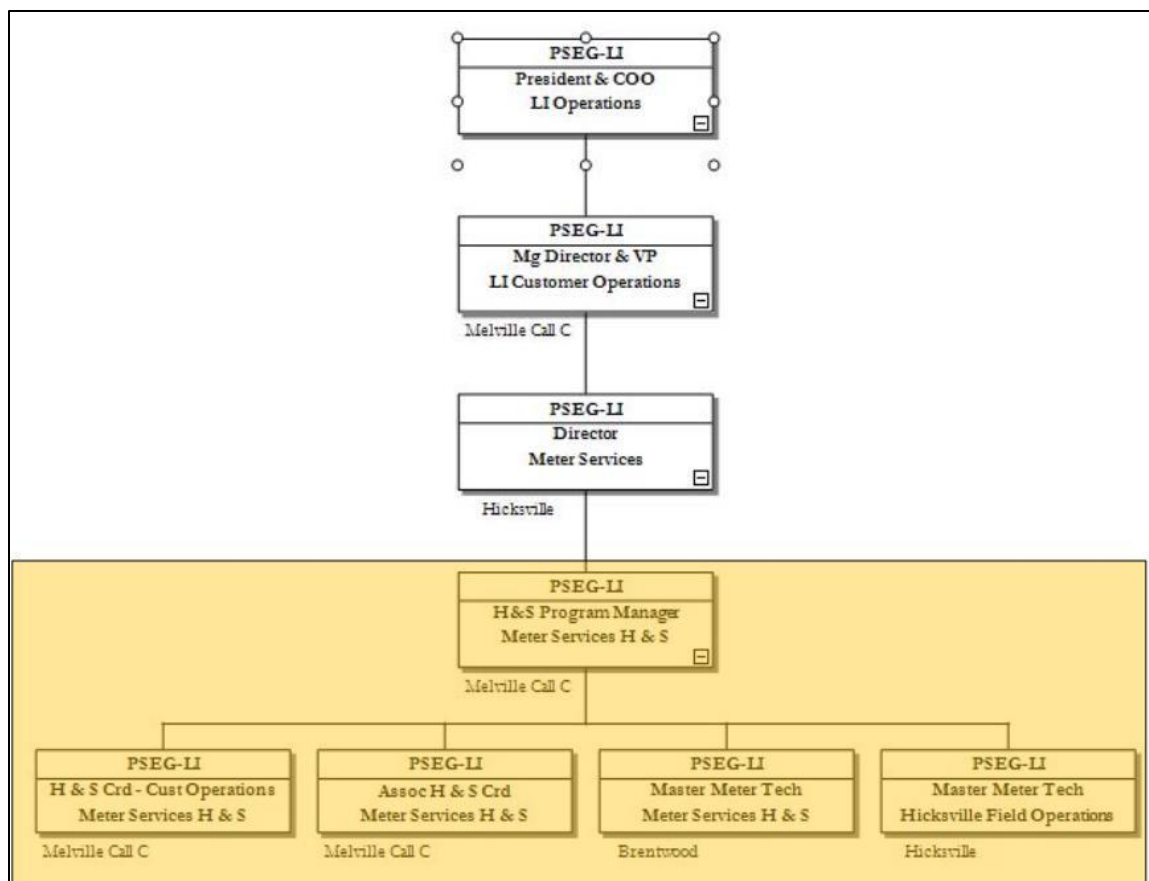 PSEG-LI
President & COO
LI Operations
PSEG-LI
Mg Director & VP
LI Customer Operations
Melville Call C
PSEG-LI
Director
Meter Services
Hicksville
PSEG-LI
H&S Program Manager
Meter Services H & S
Melville Call C
PSEG-LI
H & S Crd - Cust Operations
Meter Services H & S
Melville Call C
PSEG-LI
Assoc H & S Crd
Meter Services H & S
Melville Call C
PSEG-LI
Master Meter Tech
Meter Services H & S
Brentwood
PSEG-LI
Master Meter Tech
Hicksville Field Operations
Hicksville